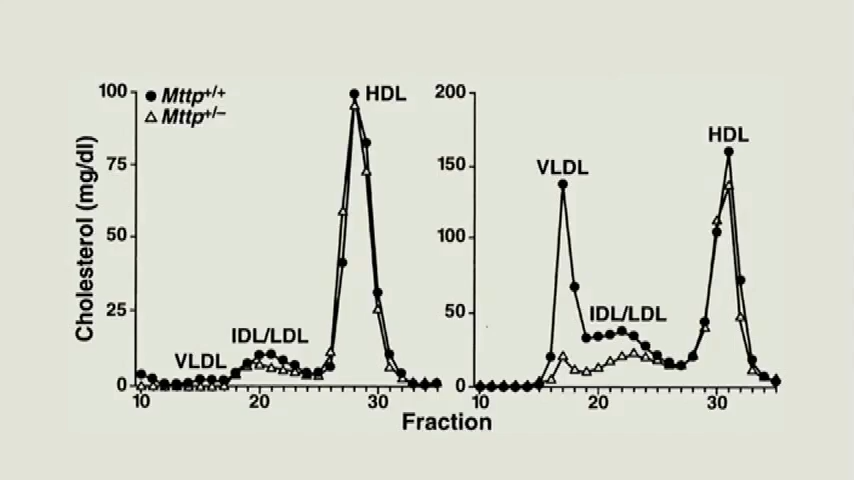 100
75
50
25
0
10
20
30
Cholesterol (mg/dl)
Mttp+/+
Mttp+/–
HDL
VLDL
IDL/LDL
200
150
100
50
0
10
20
30
VLDL
IDL/LDL
HDL
Fraction